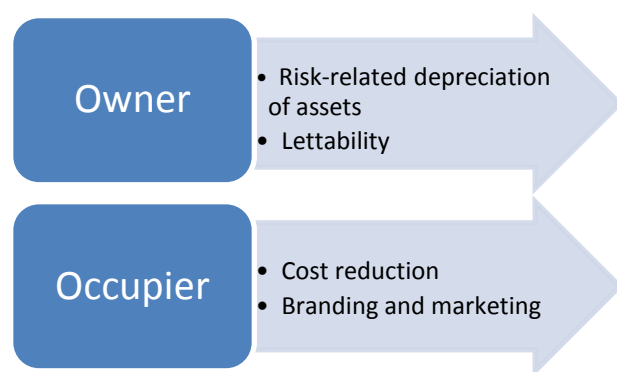 Owner
• Risk-related depreciation
of assets
• Lettability
Occupier
• Cost reduction
• Branding and marketing